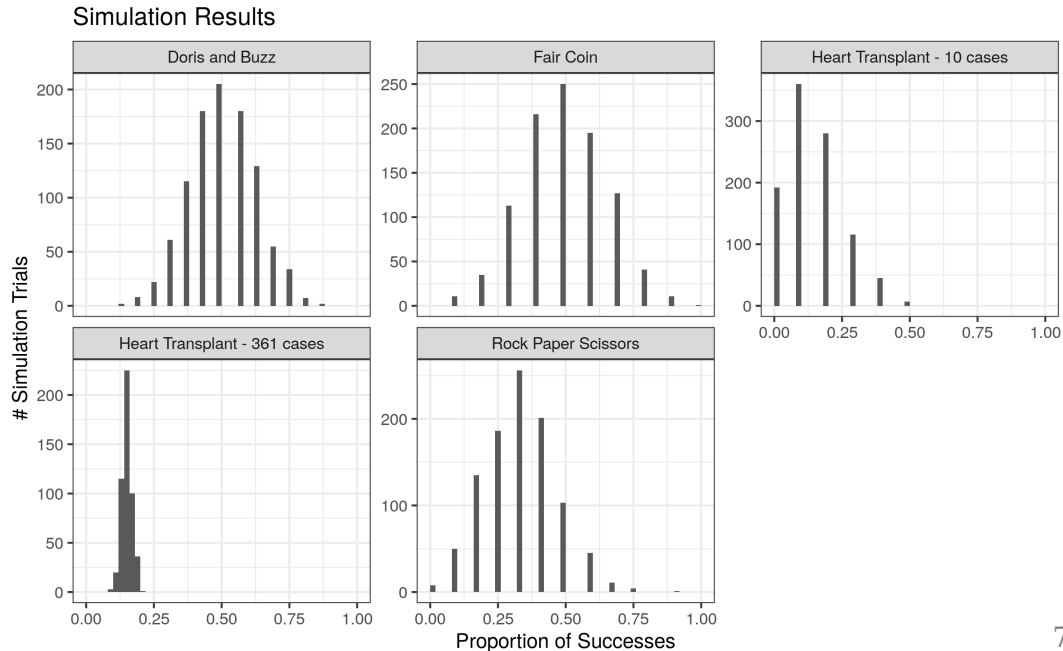 Simulation Results
Doris and Buzz
Fair Coin
Heart Transplant - 10 cases
200
150
100
50
0
250
200
150
100
50
0
300
200
100
0
0.00 0.25 0.50 0.75 1.00
Heart Transplant - 361 cases
Rock Paper Scissors
# Simulation Trials
200
150
100
50
0
200
100
0
0.00 0.25 0.50 0.75 1.00
0.00 0.25 0.50 0.75 1.00
Proportion of Successes
7